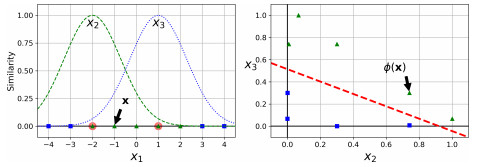 1.00
0.75
0.50
0.25
0.00
Similarity
x₂
x₃
x
−4 −3 −2 −1 0 1 2 3 4
x₁
1.0
0.8
0.6
0.4
0.2
0.0
x₃
ϕ(x)
0.0 0.2 0.4 0.6 0.8 1.0
x₂